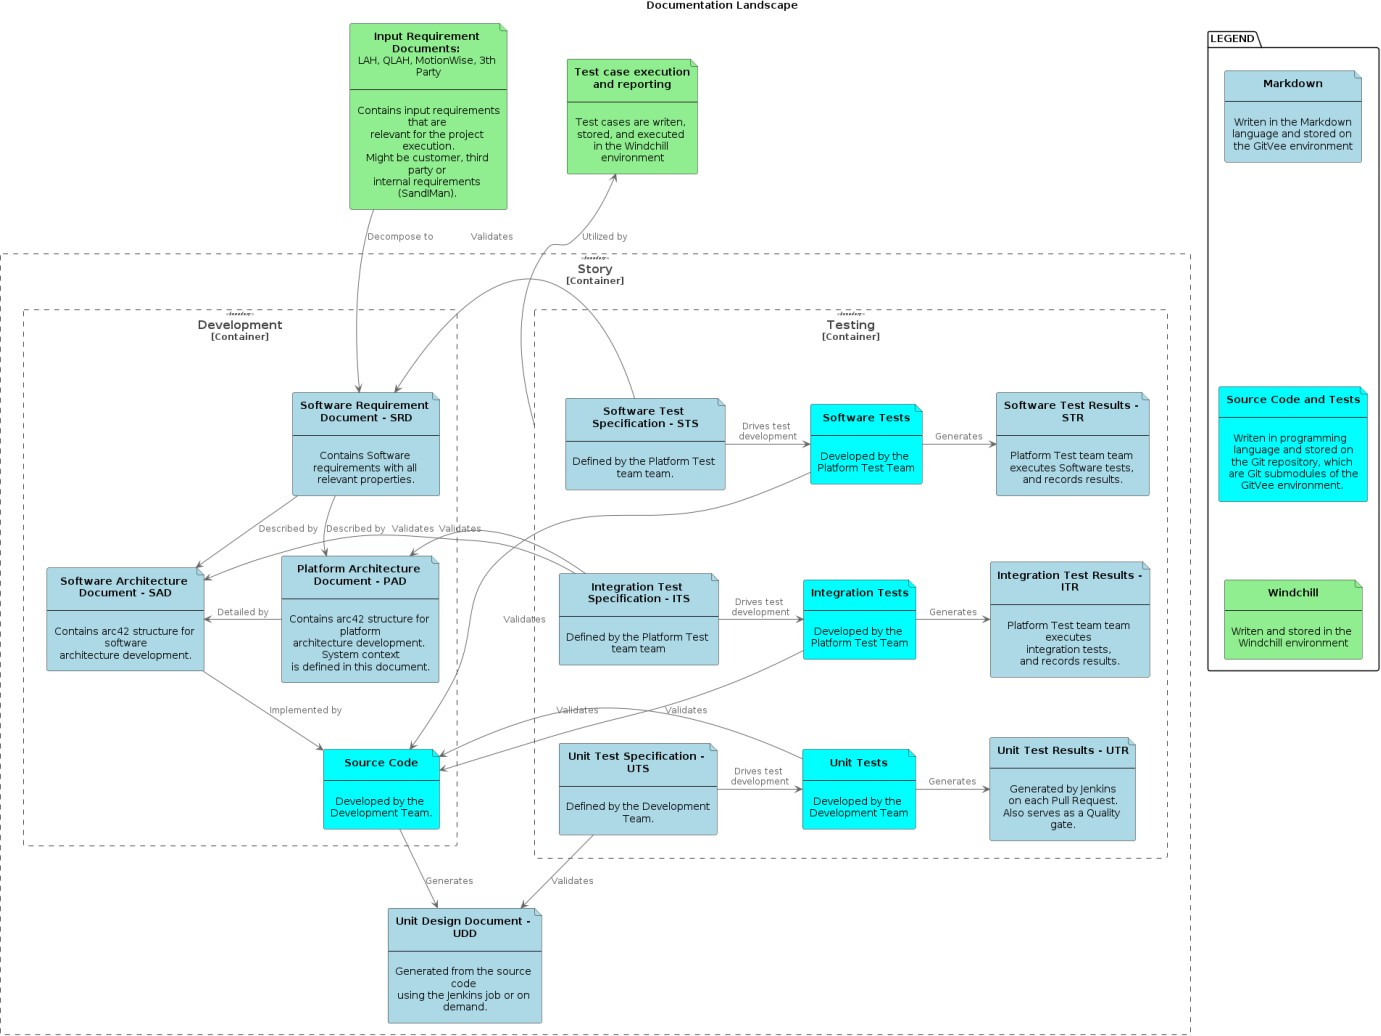 Documentation Landscape
Input Requirement
Documents:
LAH, QLAH, MotionWise, 3th
Party
Contains input requirements
that are
relevant for the project
execution.
Might be customer, third
party or
internal requirements
(SandIMan).
Test case execution
and reporting
Test cases are writen,
stored, and executed
in the Windchill
environment
LEGEND
Markdown
Writen in the Markdown
language and stored on
the GitVee environment
Source Code and Tests
Writen in programming
language and stored on
the Git repository, which
are Git submodules of the
GitVee environment.
Windchill
Writen and stored in the
Windchill environment
Decompose to
Validates
Utilized by
Story
[Container]
Development
[Container]
Testing
[Container]
Software Requirement
Document - SRD
Contains Software
requirements with all
relevant properties.
Software Test
Specification - STS
Defined by the Platform Test
team team.
Drives test
development
Software Tests
Developed by the
Platform Test Team
Generates
Software Test Results -
STR
Platform Test team team
executes Software tests,
and records results.
Described by
Described by
Validates
Validates
Software Architecture
Document - SAD
Contains arc42 structure for
software
architecture development.
Detailed by
Platform Architecture
Document - PAD
Contains arc42 structure for
platform
architecture development.
System context
is defined in this document.
Validates
Integration Test
Specification - ITS
Defined by the Platform Test
team team
Drives test
development
Integration Tests
Developed by the
Platform Test Team
Generates
Integration Test Results -
ITR
Platform Test team team
executes
integration tests,
and records results.
Implemented by
Validates
Validates
Source Code
Developed by the
Development Team.
Unit Test Specification -
UTS
Defined by the Development
Team.
Drives test
development
Unit Tests
Developed by the
Development Team
Generates
Unit Test Results - UTR
Generated by Jenkins
on each Pull Request.
Also serves as a Quality
gate.
Generates
Validates
Unit Design Document -
UDD
Generated from the source
code
using the Jenkins job or on
demand.